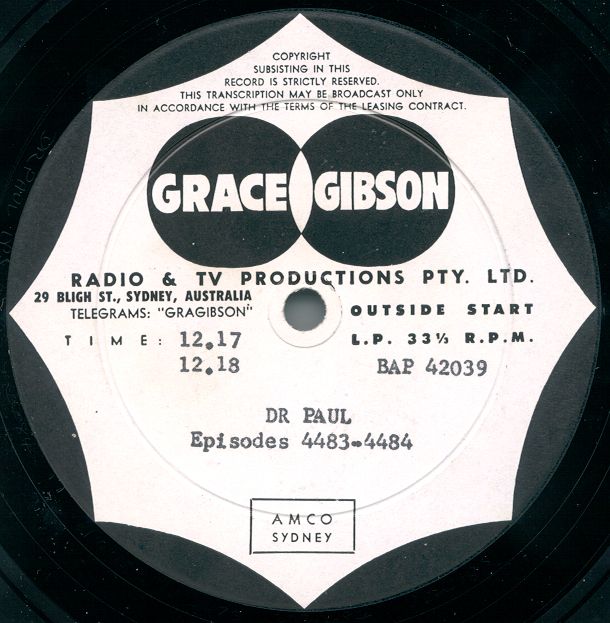 COPYRIGHT
SUBSISTING IN THIS
RECORD IS STRICTLY RESERVED.
THIS TRANSCRIPTION MAY BE BROADCAST ONLY
IN ACCORDANCE WITH THE TERMS OF THE LEASING CONTRACT.
GRACE GIBSON
RADIO & TV PRODUCTIONS PTY. LTD.
29 BLIGH ST., SYDNEY, AUSTRALIA
TELEGRAMS: "GRAGIBSON"
OUTSIDE START
TIME: 12.17
12.18
L.P. 33⅓ R.P.M.
BAP 42039
DR PAUL
Episodes 4483-4484
AMCO
SYDNEY